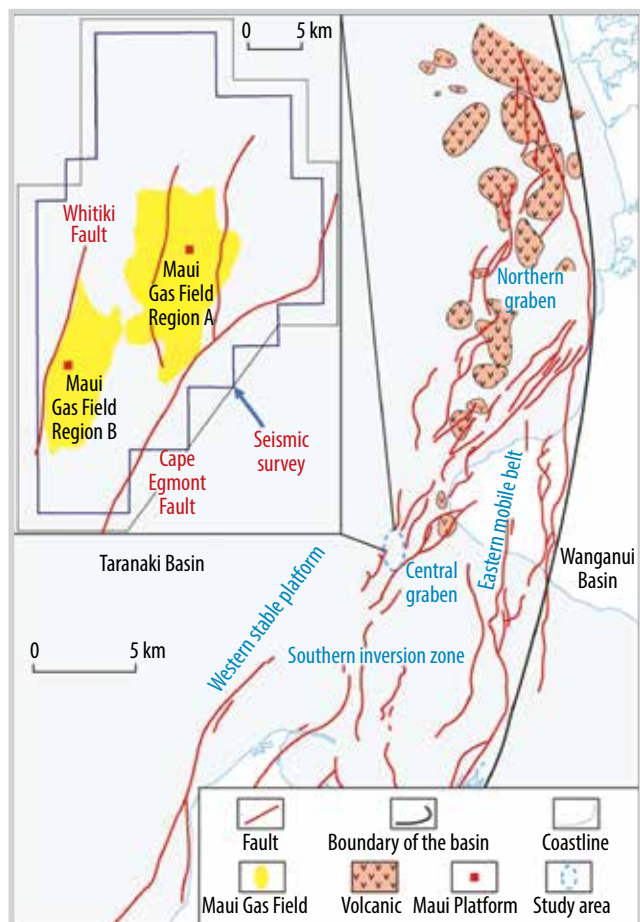 0 5 km
Whitiki
Fault
Maui
Gas Field
Region A
Maui
Gas Field
Region B
Seismic
survey
Cape
Egmont
Fault
Northern
graben
Eastern mobile belt
Taranaki Basin
Wanganui
Basin
Central
graben
Western stable platform
0 5 km
Southern inversion zone
Fault
Boundary of the basin
Coastline
Maui Gas Field
Volcanic
Maui Platform
Study area